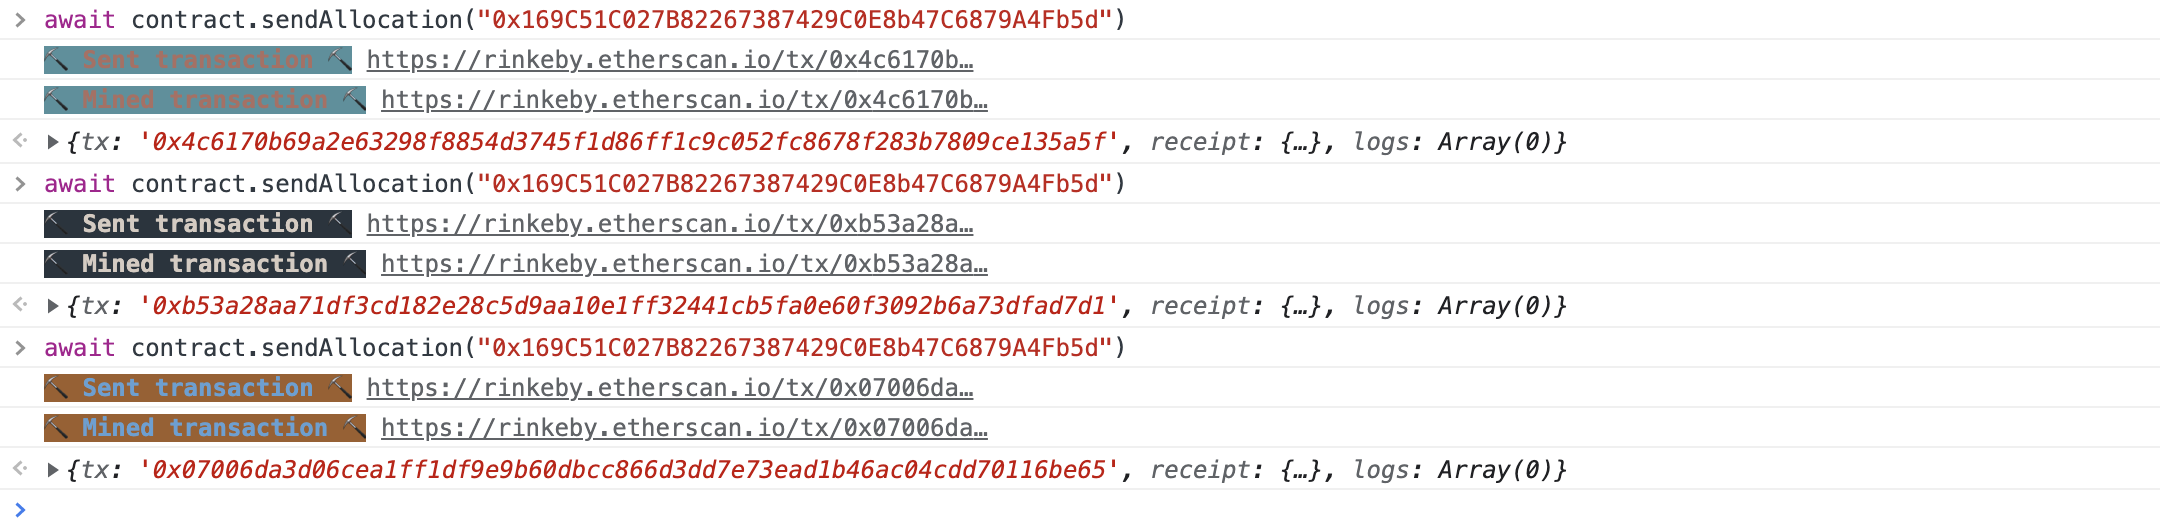 > await contract.sendAllocation("0x169C51C027B82267387429C0E8b47C6879A4Fb5d")
⛏ Sent transaction ⛏ https://rinkeby.etherscan.io/tx/0x4c6170b…
⛏ Mined transaction ⛏ https://rinkeby.etherscan.io/tx/0x4c6170b…
{tx: '0x4c6170b69a2e63298f8854d3745f1d86ff1c9c052fc8678f283b7809ce135a5f', receipt: {…}, logs: Array(0)}
> await contract.sendAllocation("0x169C51C027B82267387429C0E8b47C6879A4Fb5d")
⛏ Sent transaction ⛏ https://rinkeby.etherscan.io/tx/0xb53a28a…
⛏ Mined transaction ⛏ https://rinkeby.etherscan.io/tx/0xb53a28a…
{tx: '0xb53a28aa71df3cd182e28c5d9aa10e1ff32441cb5fa0e60f3092b6a73dfad7d1', receipt: {…}, logs: Array(0)}
> await contract.sendAllocation("0x169C51C027B82267387429C0E8b47C6879A4Fb5d")
⛏ Sent transaction ⛏ https://rinkeby.etherscan.io/tx/0x07006da…
⛏ Mined transaction ⛏ https://rinkeby.etherscan.io/tx/0x07006da…
{tx: '0x07006da3d06cea1ff1df9e9b60dbcc866d3dd7e73ead1b46ac04cdd70116be65', receipt: {…}, logs: Array(0)}
>